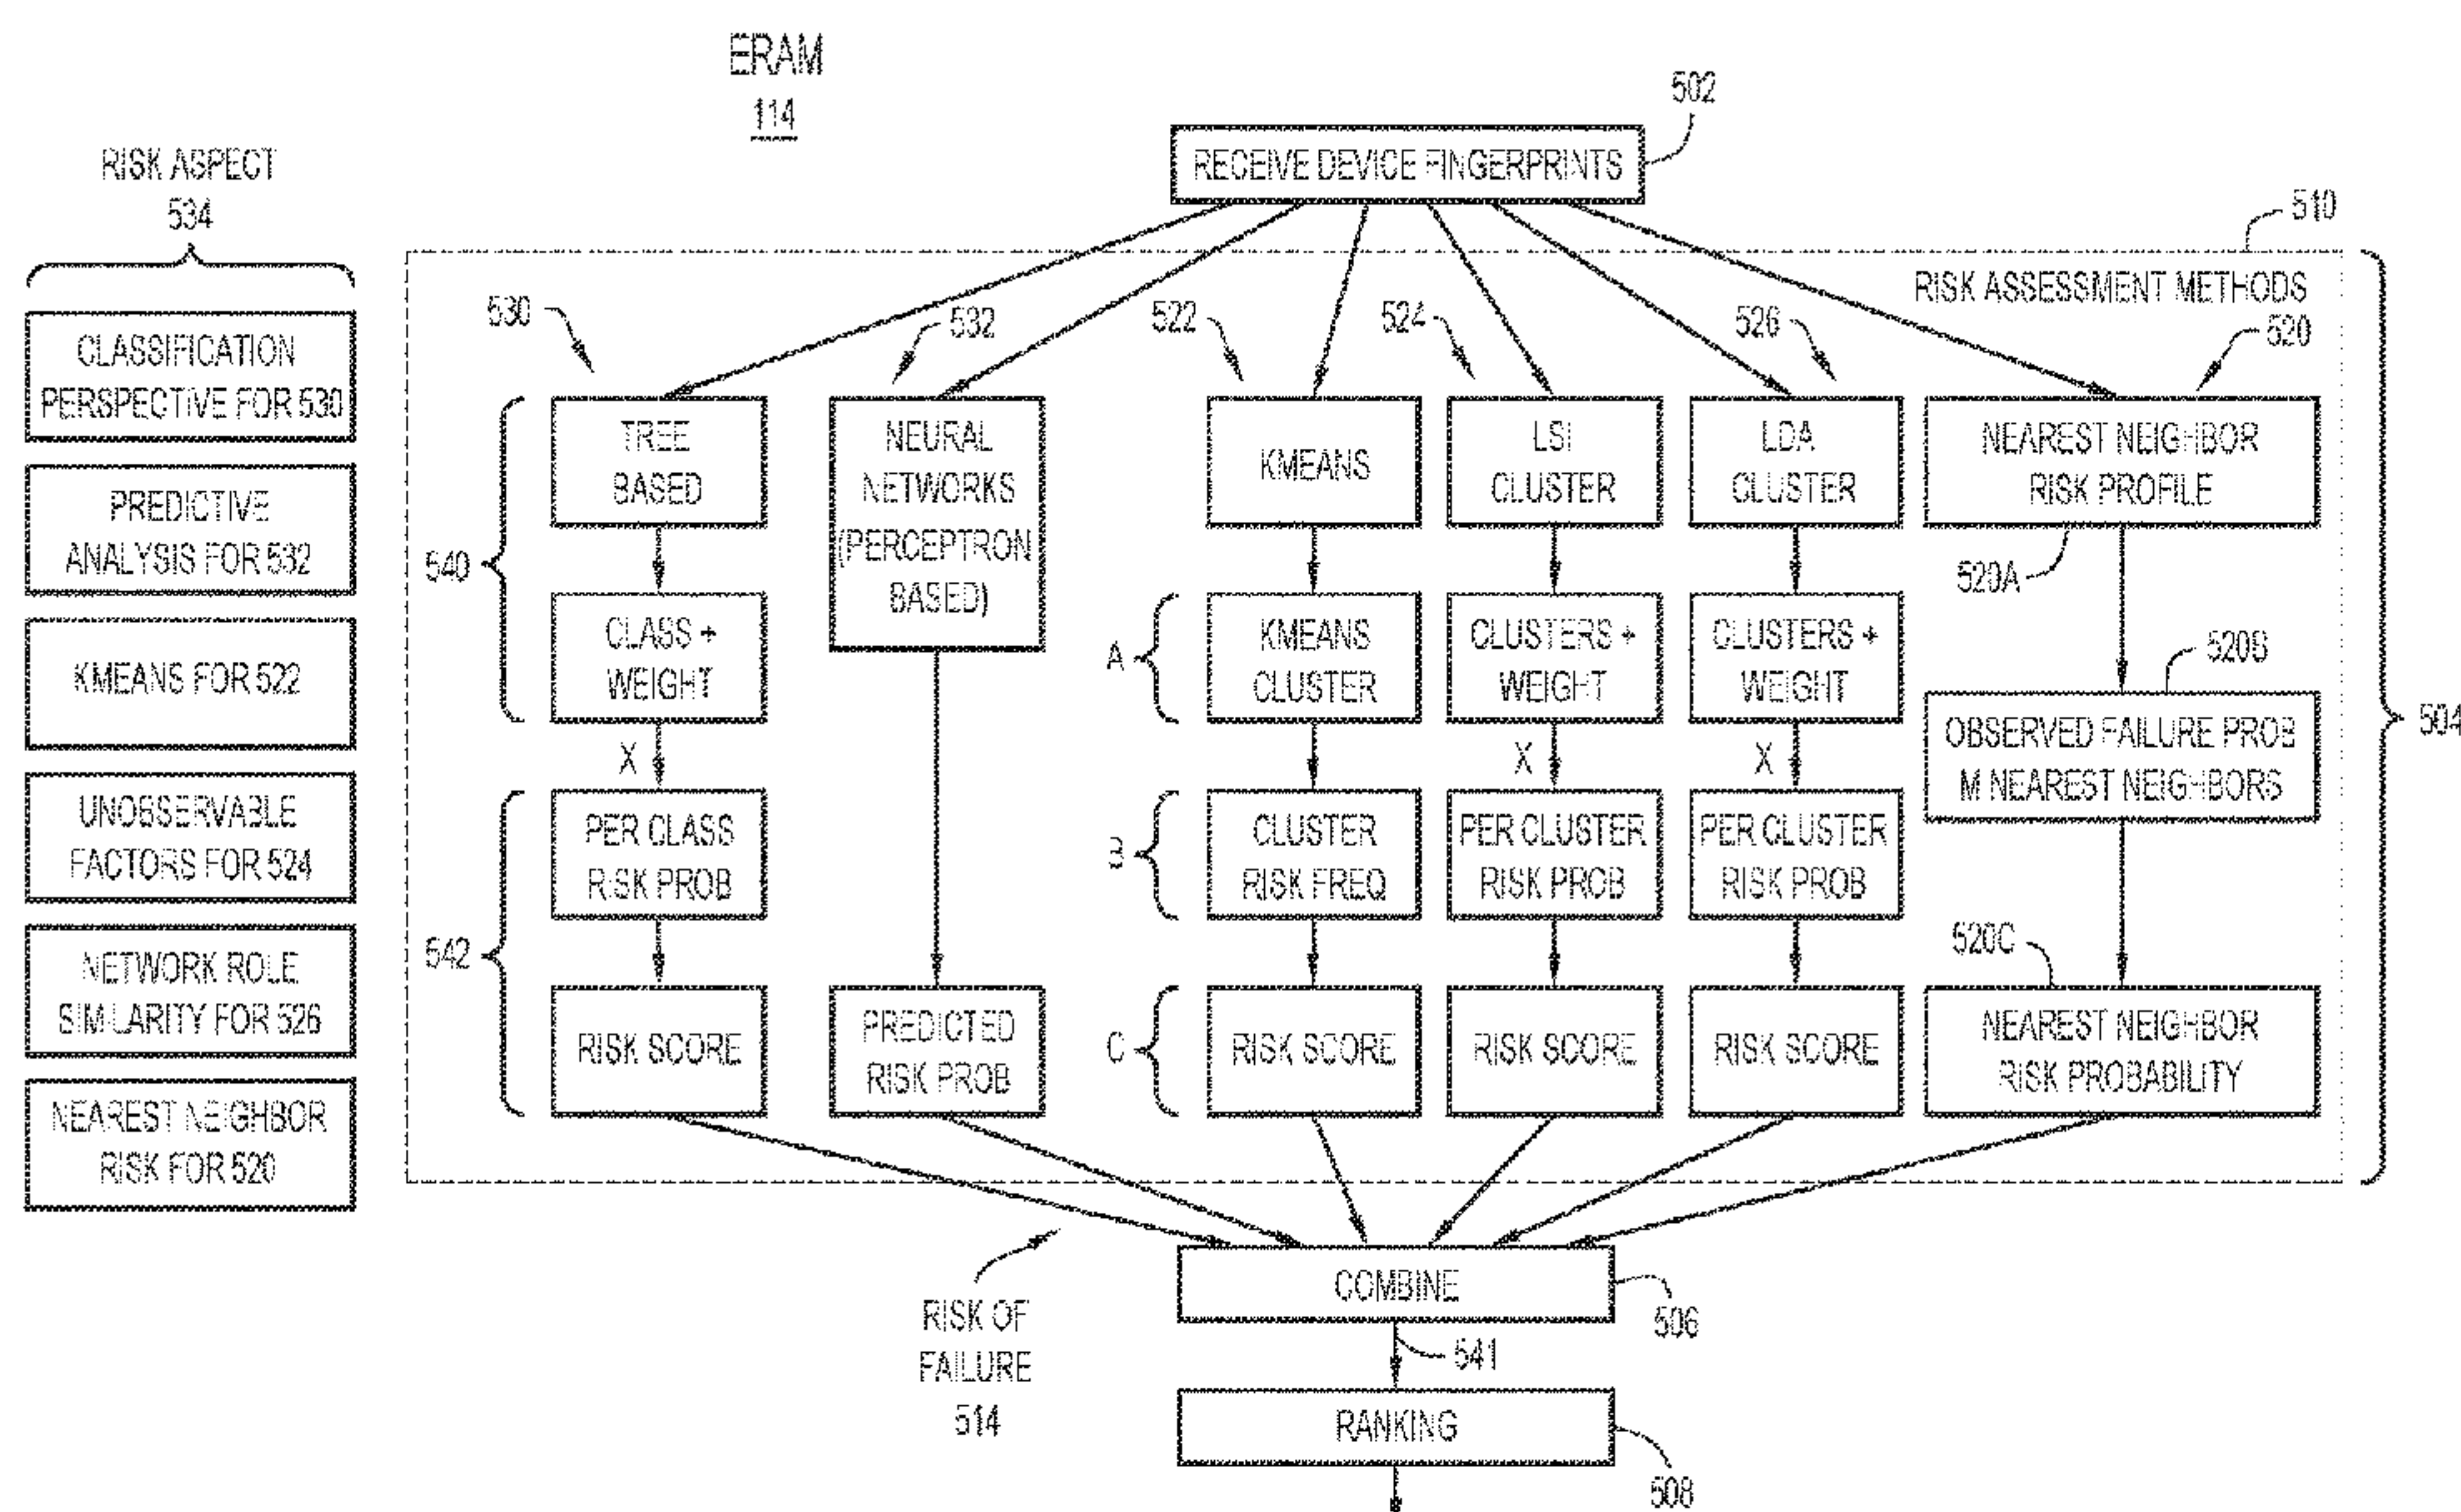 ERAM
114
502
RECEIVE DEVICE FINGERPRINTS
RISK ASPECT
534
CLASSIFICATION
PERSPECTIVE FOR 530
PREDICTIVE
ANALYSIS FOR 532
KMEANS FOR 522
UNOBSERVABLE
FACTORS FOR 524
NETWORK ROLE
SIMILARITY FOR 526
NEAREST NEIGHBOR
RISK FOR 520
510
RISK ASSESSMENT METHODS
504
530
532
522
524
526
520
540
542
TREE
BASED
CLASS +
WEIGHT
X
PER CLASS
RISK PROB
RISK SCORE
NEURAL
NETWORKS
(PERCEPTRON
BASED)
PREDICTED
RISK PROB
A
B
C
KMEANS
KMEANS
CLUSTER
CLUSTER
RISK FREQ
RISK SCORE
LSI
CLUSTER
CLUSTERS +
WEIGHT
X
PER CLUSTER
RISK PROB
RISK SCORE
LDA
CLUSTER
CLUSTERS +
WEIGHT
X
PER CLUSTER
RISK PROB
RISK SCORE
NEAREST NEIGHBOR
RISK PROFILE
520A
520B
OBSERVED FAILURE PROB
M NEAREST NEIGHBORS
520C
NEAREST NEIGHBOR
RISK PROBABILITY
RISK OF
FAILURE
514
COMBINE
506
541
RANKING
508